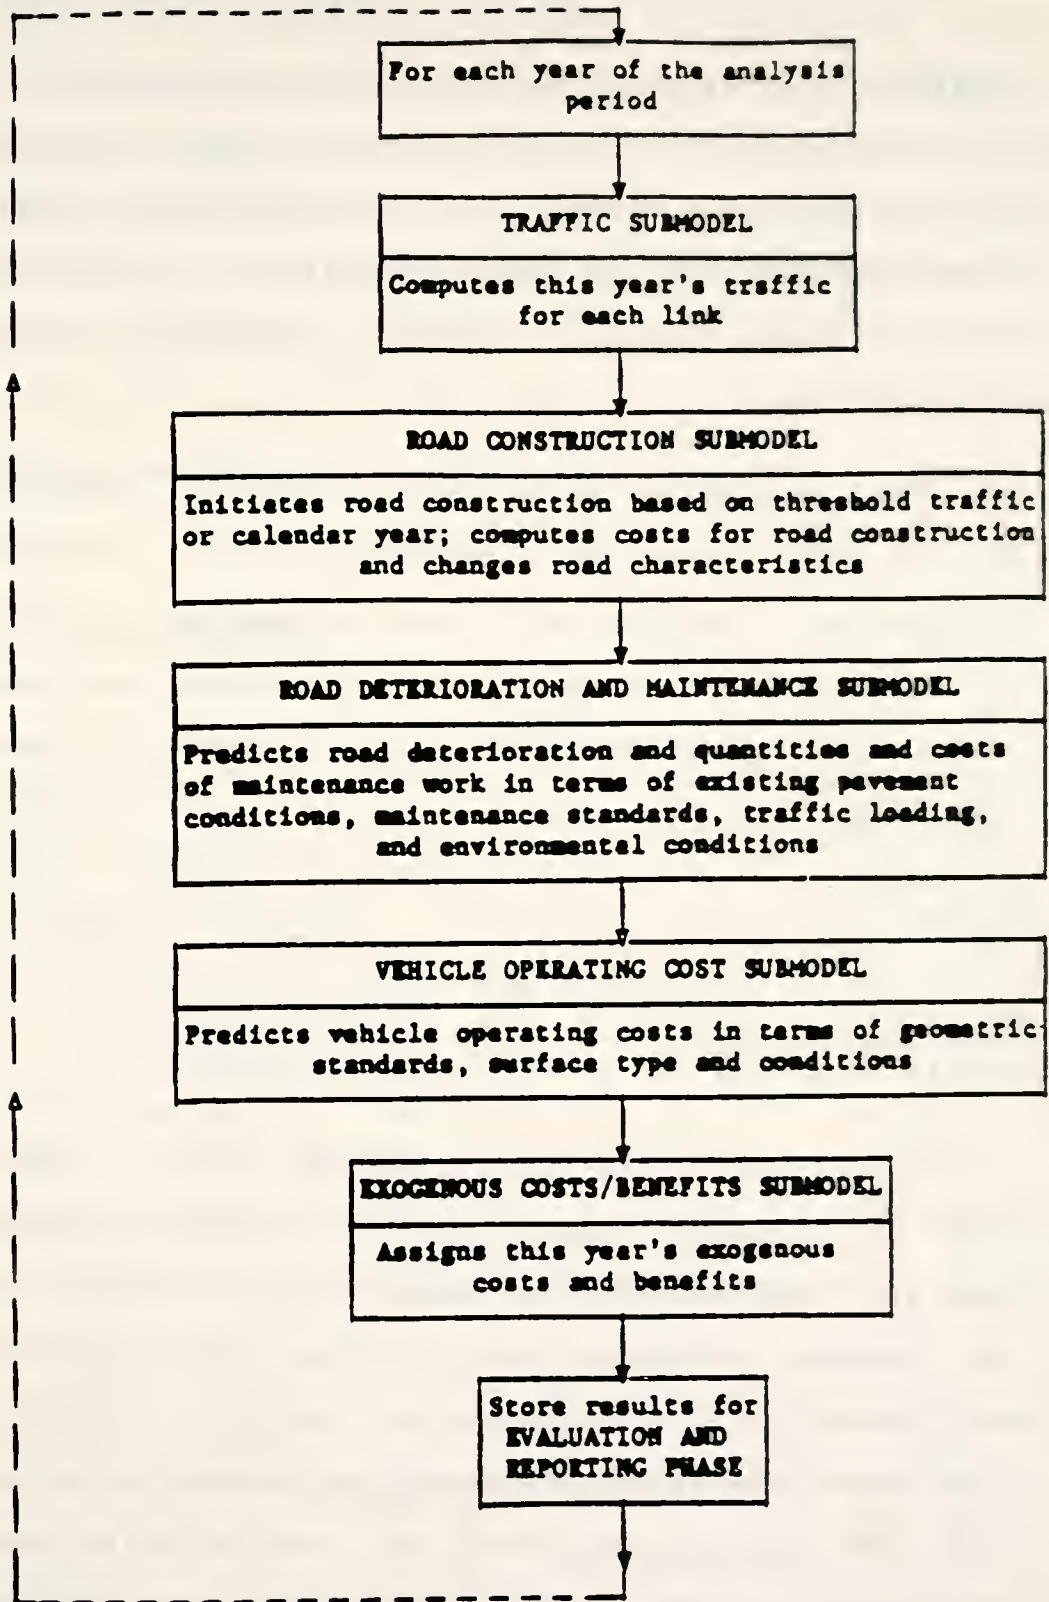 For each year of the analysis
period
TRAFFIC SUBMODEL
Computes this year's traffic
for each link
ROAD CONSTRUCTION SUBMODEL
Initiates road construction based on threshold traffic
or calendar year; computes costs for road construction
and changes road characteristics
ROAD DETERIORATION AND MAINTENANCE SUBMODEL
Predicts road deterioration and quantities and costs
of maintenance work in terms of existing pavement
conditions, maintenance standards, traffic loading,
and environmental conditions
VEHICLE OPERATING COST SUBMODEL
Predicts vehicle operating costs in terms of geometric
standards, surface type and conditions
EXOGENOUS COSTS/BENEFITS SUBMODEL
Assigns this year's exogenous
costs and benefits
Store results for
EVALUATION AND
REPORTING PHASE